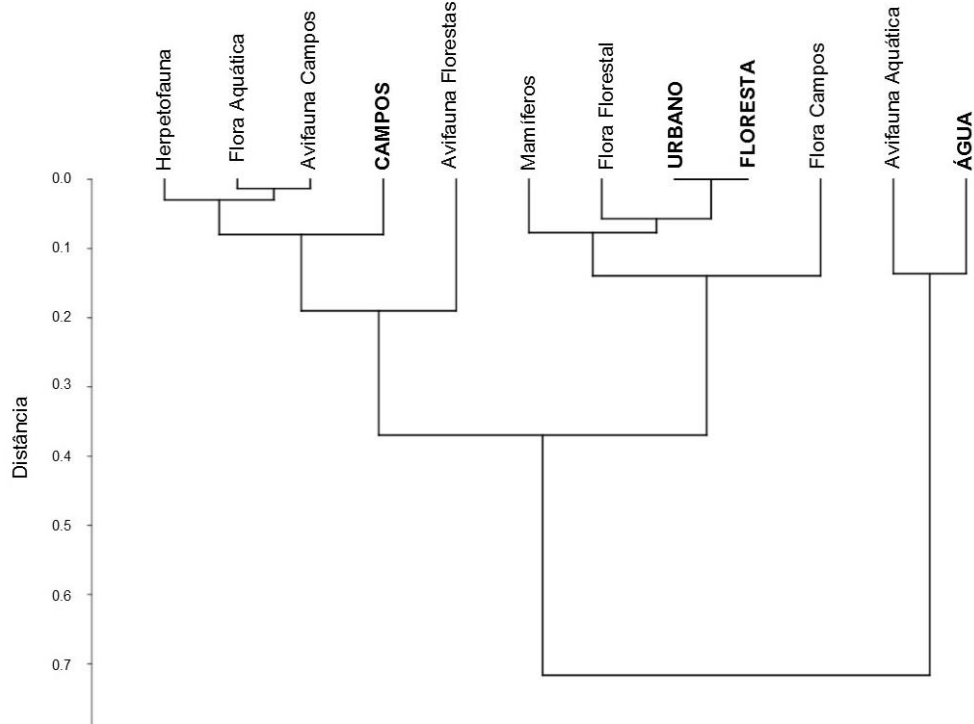 Herpetofauna
Flora Aquática
Avifauna Campos
CAMPOS
Avifauna Florestas
Mamíferos
Flora Florestal
URBANO
FLORESTA
Flora Campos
Avifauna Aquática
ÁGUA
0.0
0.1
0.2
0.3
0.4
0.5
0.6
0.7
Distância